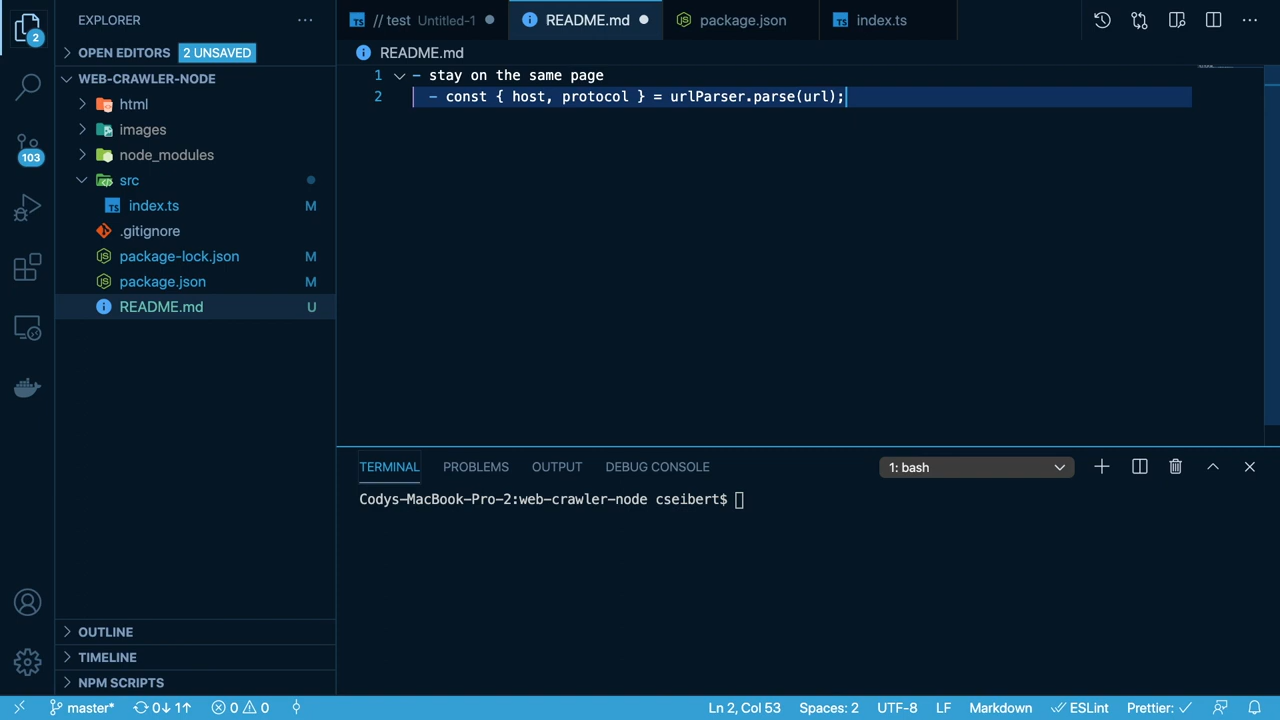 EXPLORER
// test Untitled-1
README.md
package.json
index.ts
OPEN EDITORS 2 UNSAVED
README.md
WEB-CRAWLER-NODE
html
images
node_modules
src
index.ts M
.gitignore
package-lock.json M
package.json M
README.md U
1 - stay on the same page
2 - const { host, protocol } = urlParser.parse(url);
2
103
TERMINAL PROBLEMS OUTPUT DEBUG CONSOLE 1: bash
Codys-MacBook-Pro-2:web-crawler-node cseibert$
OUTLINE
TIMELINE
NPM SCRIPTS
master* 0↓ 1↑ 0 0 Ln 2, Col 53 Spaces: 2 UTF-8 LF Markdown ESLint Prettier: ✓